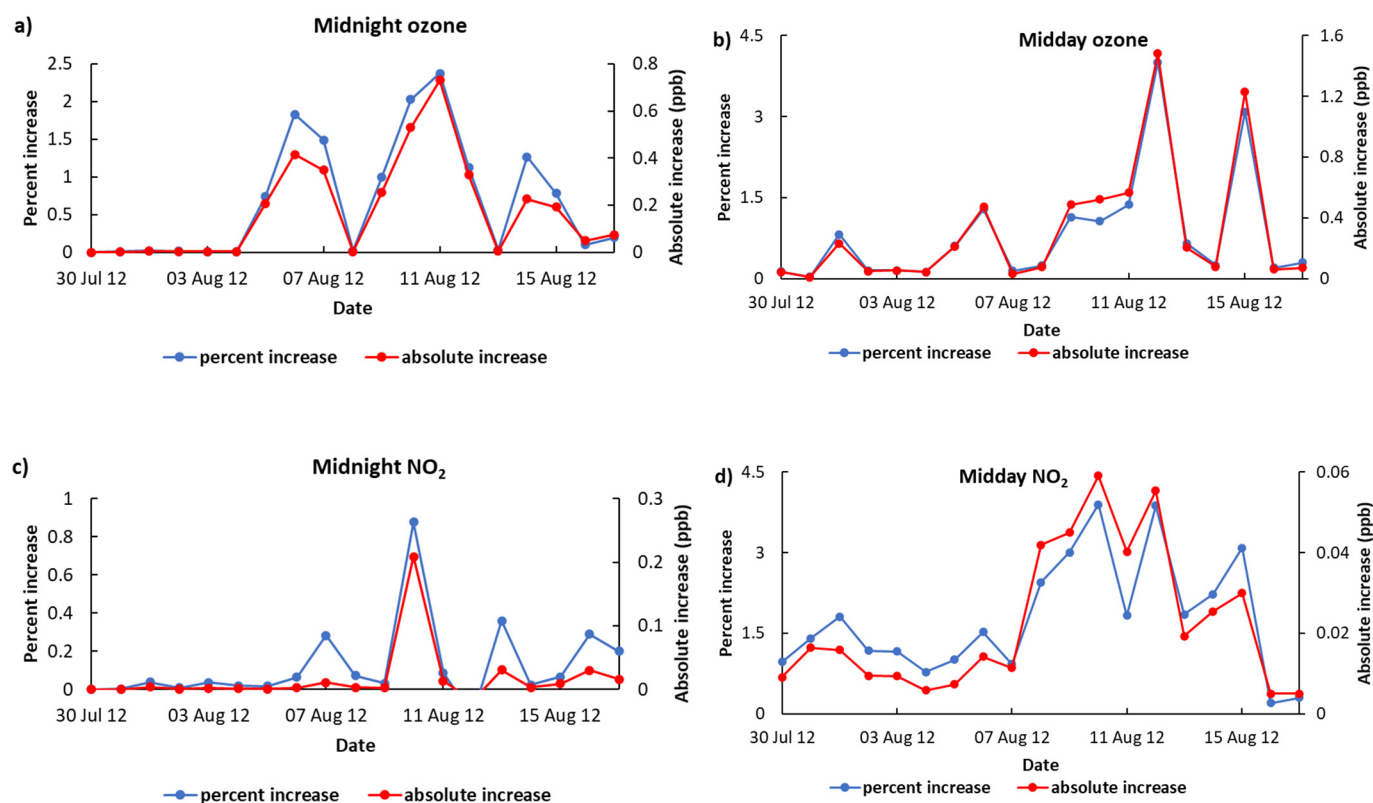 a)
Midnight ozone
Percent increase
2.5
2
1.5
1
0.5
0
0.8
0.6
0.4
0.2
0
Absolute increase (ppb)
30 Jul 12 03 Aug 12 07 Aug 12 11 Aug 12 15 Aug 12
Date
percent increase absolute increase
b)
Midday ozone
Percent increase
4.5
3
1.5
0
1.6
1.2
0.8
0.4
0
Absolute increase (ppb)
30 Jul 12 03 Aug 12 07 Aug 12 11 Aug 12 15 Aug 12
Date
percent increase absolute increase
c)
Midnight NO₂
Percent increase
1
0.8
0.6
0.4
0.2
0
0.3
0.2
0.1
0
Absolute increase (ppb)
30 Jul 12 03 Aug 12 07 Aug 12 11 Aug 12 15 Aug 12
Date
percent increase absolute increase
d)
Midday NO₂
Percent increase
4.5
3
1.5
0
0.06
0.04
0.02
0
Absolute increase (ppb)
30 Jul 12 03 Aug 12 07 Aug 12 11 Aug 12 15 Aug 12
Date
percent increase absolute increase